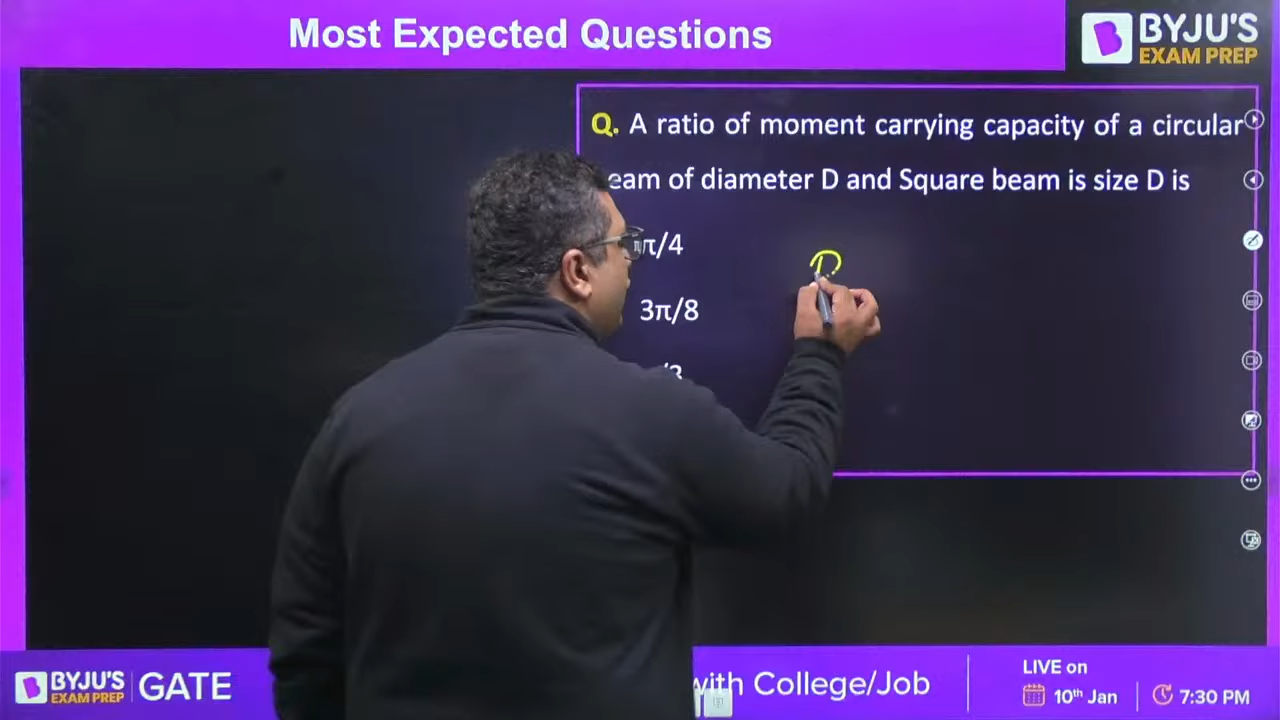 Most Expected Questions
BYJU'S
EXAM PREP
Q. A ratio of moment carrying capacity of a circular
eam of diameter D and Square beam is size D is
π/4
3π/8
/3
BYJU'S
EXAM PREP
GATE
with College/Job
LIVE on
10th Jan
7:30 PM